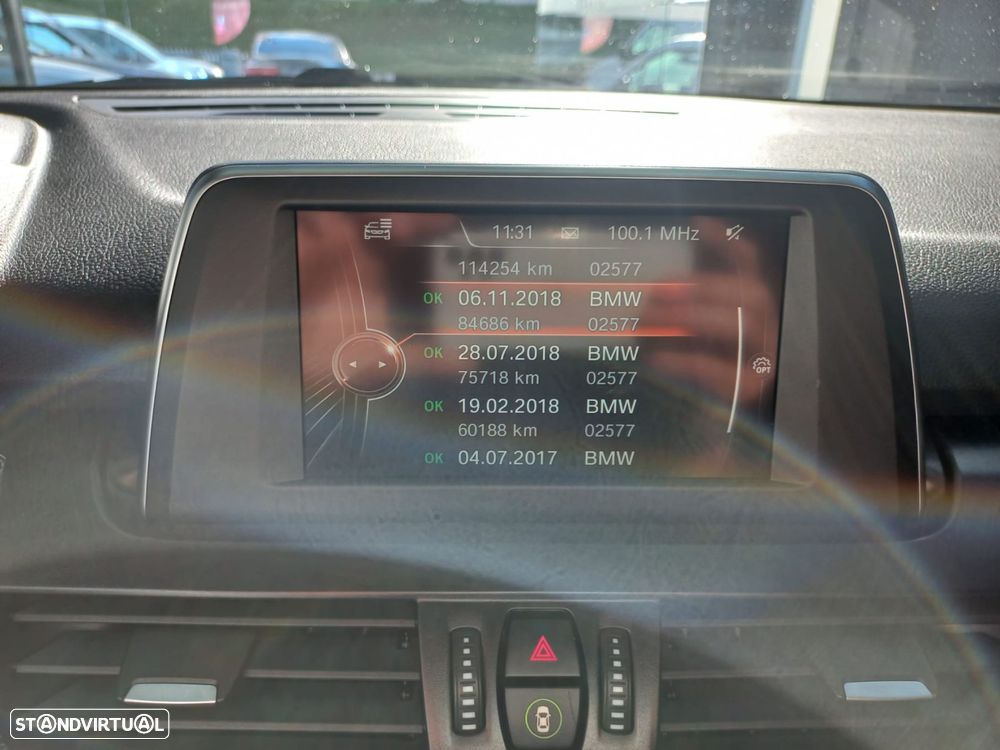 11:31 100.1 MHz
114254 km 02577
OK 06.11.2018 BMW
84686 km 02577
OK 28.07.2018 BMW
75718 km 02577
OPT
OK 19.02.2018 BMW
60188 km 02577
OK 04.07.2017 BMW
STANDVIRTUAL